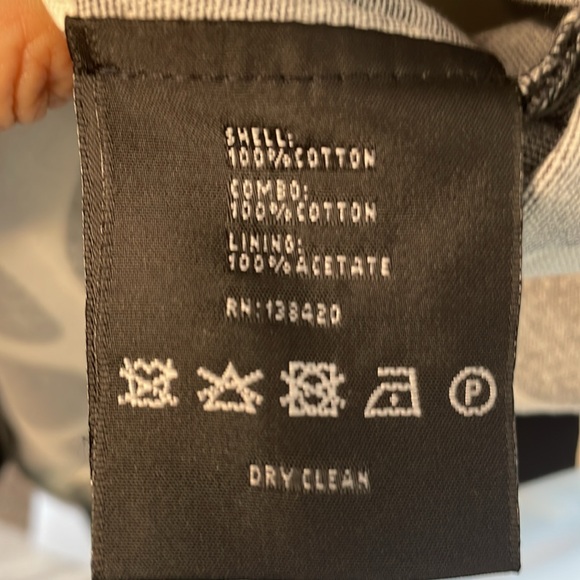 SHELL:
100%COTTON
COMBO:
100%COTTON
LINING:
100%ACETATE
RN:138420
P
DRY CLEAN